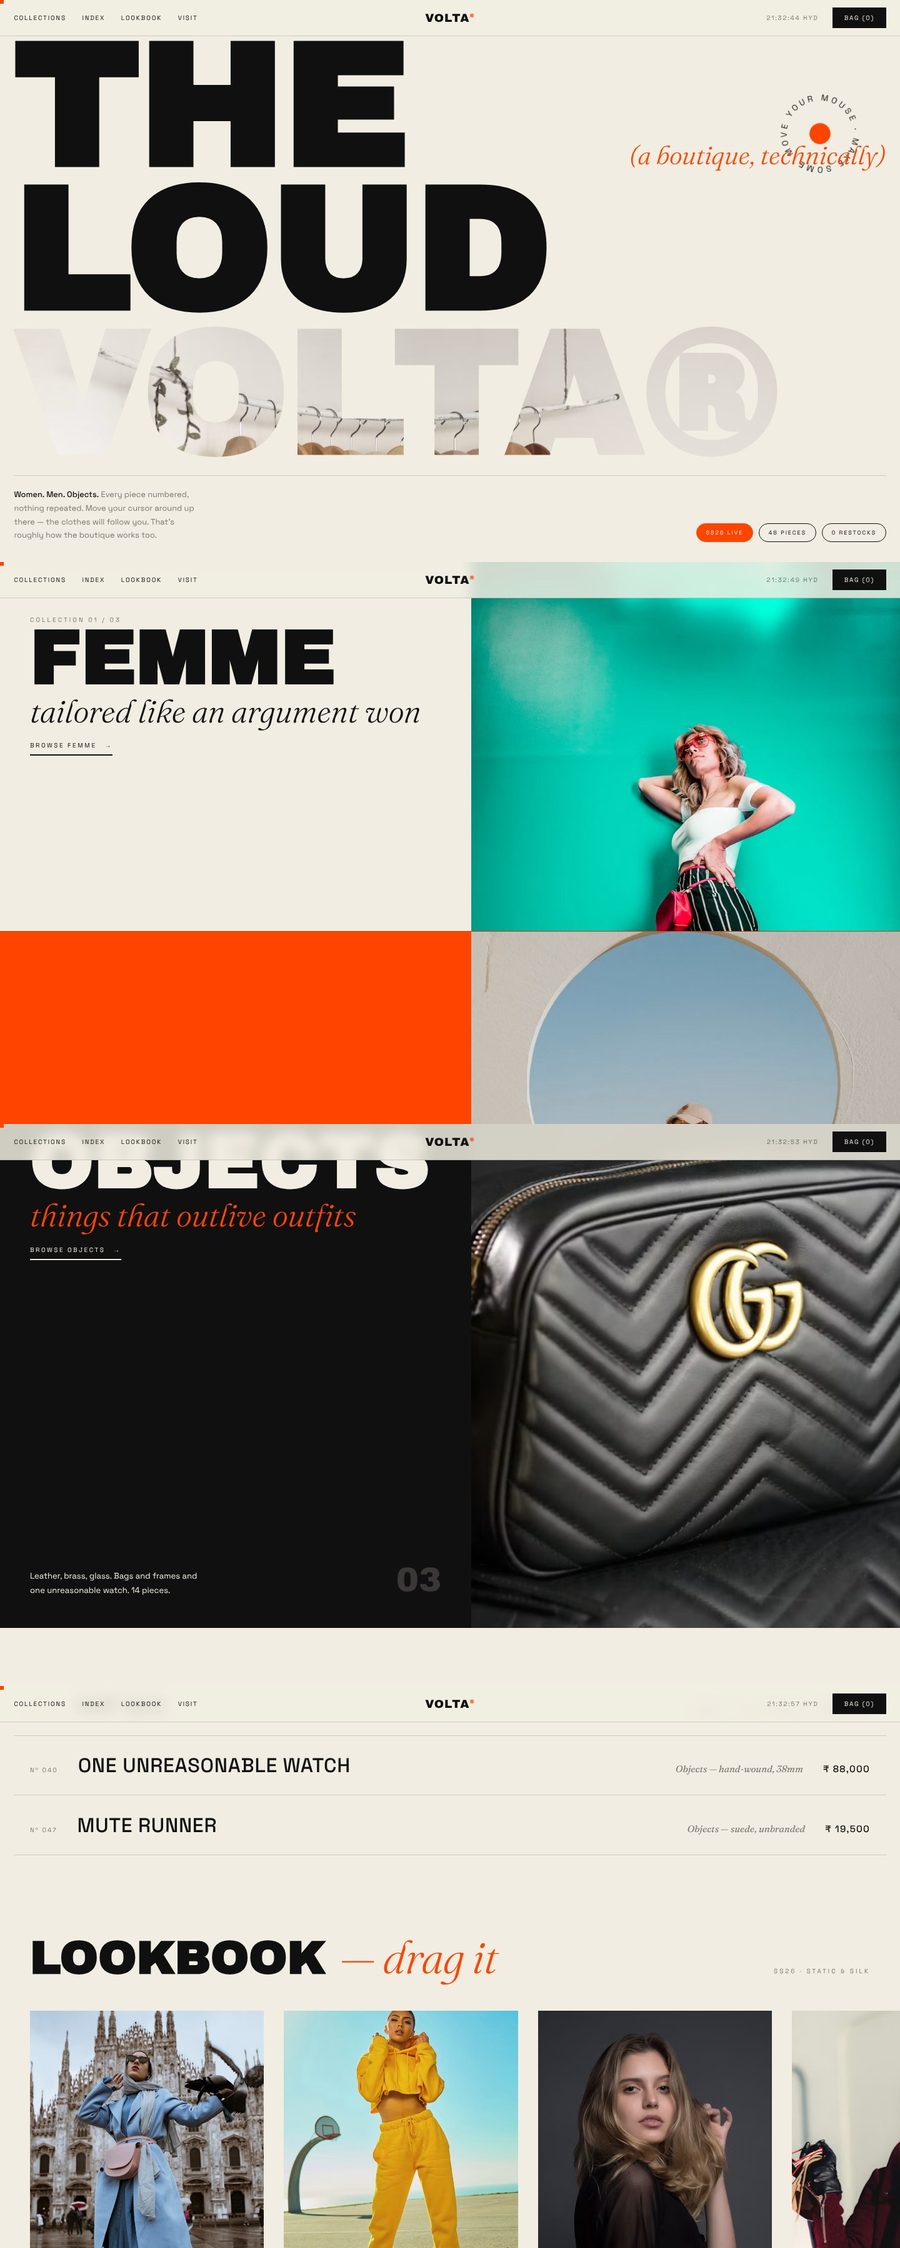 COLLECTIONS INDEX LOOKBOOK VISIT
VOLTA®
21:32:44 HYD
BAG (0)
THE
LOUD
VOLTA®
MOVE YOUR MOUSE · MAKE SOME
(a boutique, technically)
Women. Men. Objects. Every piece numbered,
nothing repeated. Move your cursor around up
there — the clothes will follow you. That's
roughly how the boutique works too.
SS26 LIVE
48 PIECES
0 RESTOCKS
COLLECTIONS INDEX LOOKBOOK VISIT
VOLTA®
21:32:49 HYD
BAG (0)
COLLECTION 01 / 03
FEMME
tailored like an argument won
BROWSE FEMME →
COLLECTIONS INDEX LOOKBOOK VISIT
VOLTA®
21:32:53 HYD
BAG (0)
OBJECTS
things that outlive outfits
BROWSE OBJECTS →
GG
Leather, brass, glass. Bags and frames and
one unreasonable watch. 14 pieces.
03
COLLECTIONS INDEX LOOKBOOK VISIT
VOLTA®
21:32:57 HYD
BAG (0)
N° 040 ONE UNREASONABLE WATCH Objects — hand-wound, 38mm ₹ 88,000
N° 047 MUTE RUNNER Objects — suede, unbranded ₹ 19,500
LOOKBOOK — drag it
SS26 · STATIC & SILK